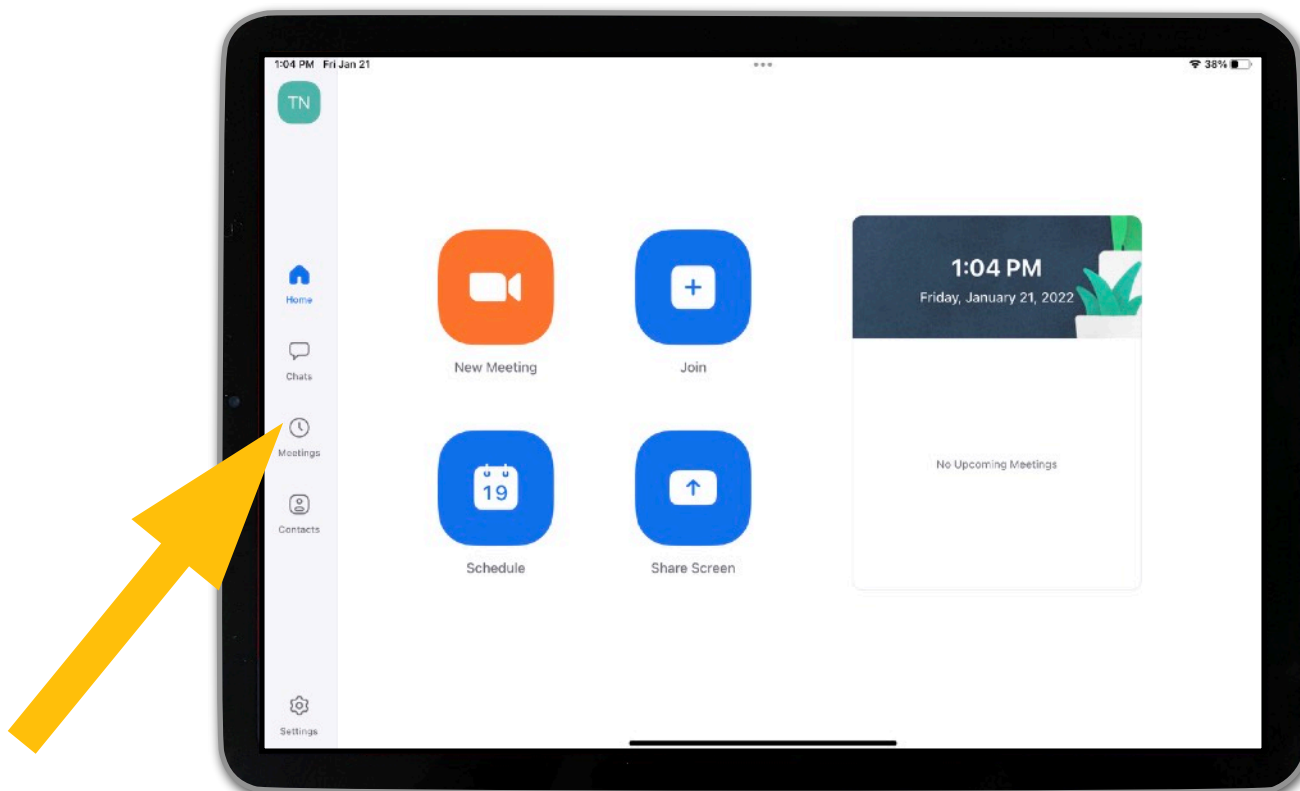 1:04 PM Fri Jan 21
38%
TN
Home
Chats
Meetings
Contacts
Settings
New Meeting
Join
19
Schedule
Share Screen
1:04 PM
Friday, January 21, 2022
No Upcoming Meetings